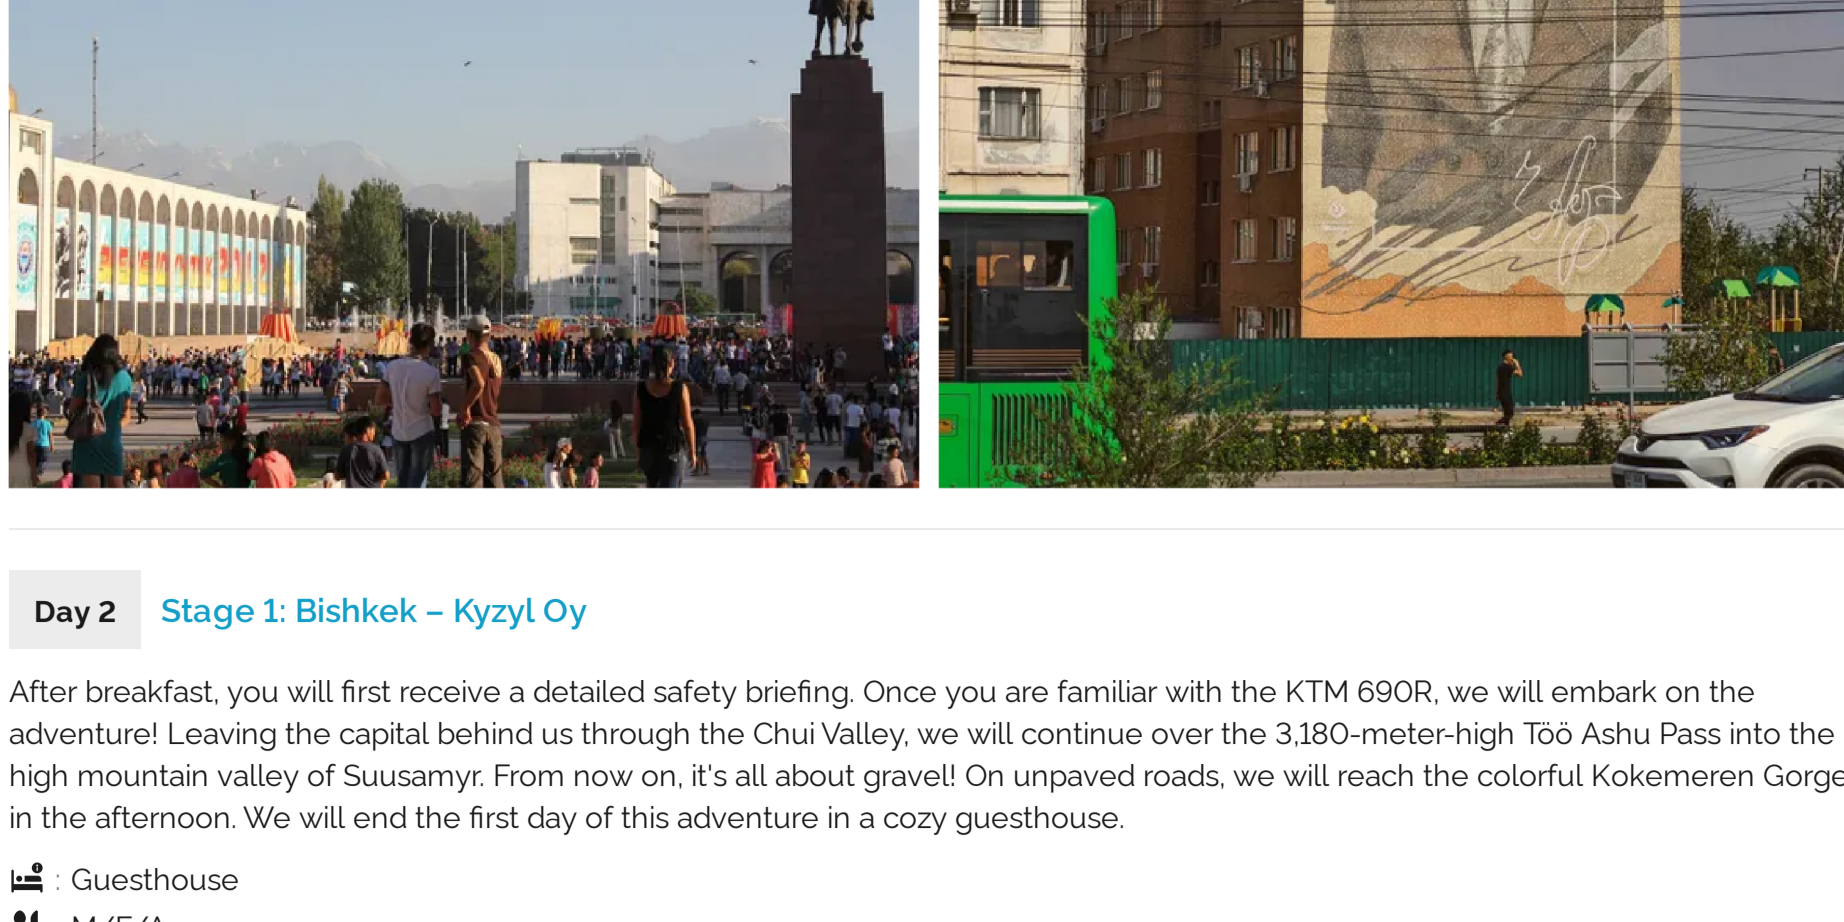 Day 2
Stage 1: Bishkek – Kyzyl Oy
After breakfast, you will first receive a detailed safety briefing. Once you are familiar with the KTM 690R, we will embark on the
adventure! Leaving the capital behind us through the Chui Valley, we will continue over the 3,180-meter-high Töö Ashu Pass into the
high mountain valley of Suusamyr. From now on, it's all about gravel! On unpaved roads, we will reach the colorful Kokemeren Gorge
in the afternoon. We will end the first day of this adventure in a cozy guesthouse.
: Guesthouse